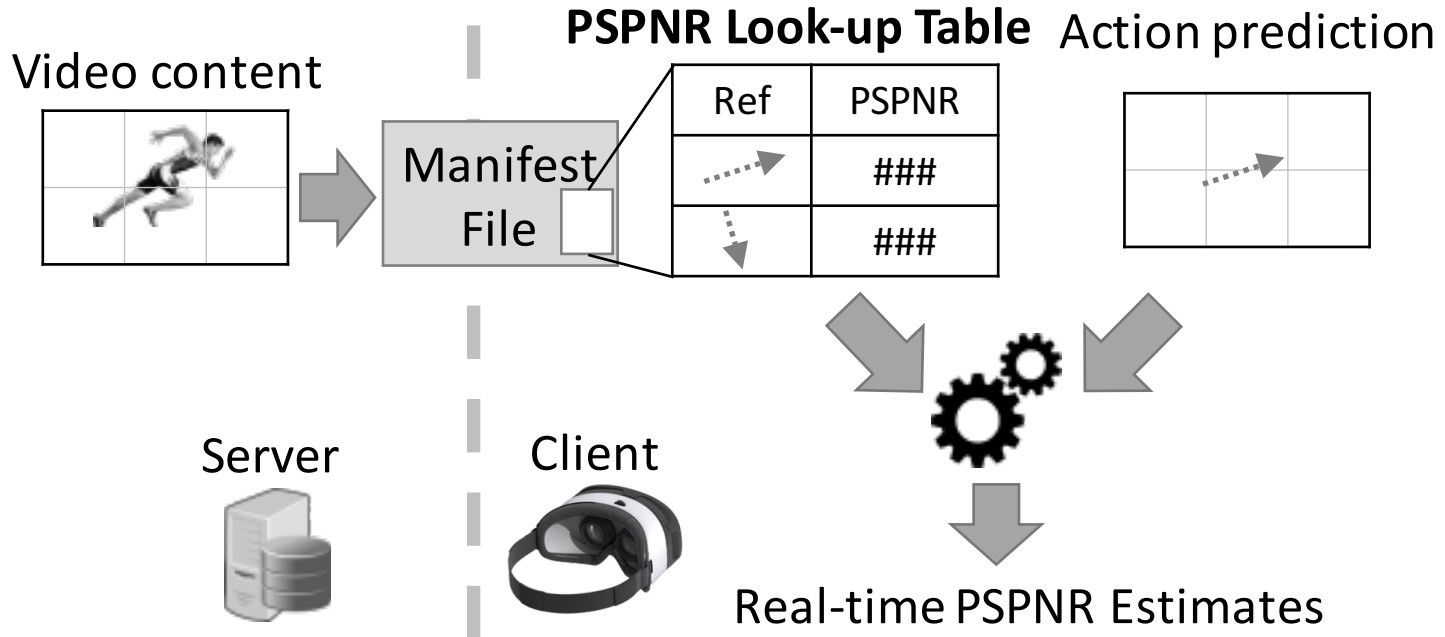 PSPNR Look-up Table
Action prediction
Video content
Ref PSPNR
Manifest
File
###
###
Server
Client
Real-time PSPNR Estimates